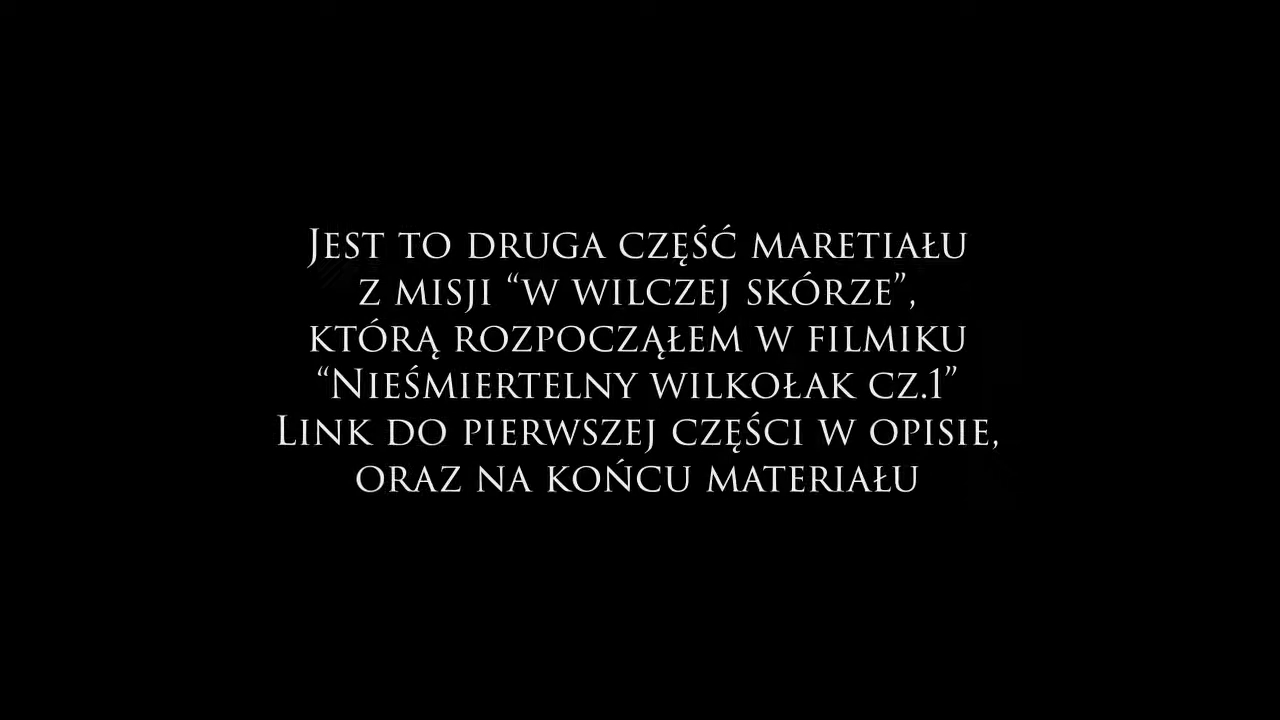 Jest to druga część maretiału
z misji “w wilczej skórze”,
którą rozpocząłem w filmiku
“Nieśmiertelny wilkołak cz.1”
Link do pierwszej części w opisie,
oraz na końcu materiału